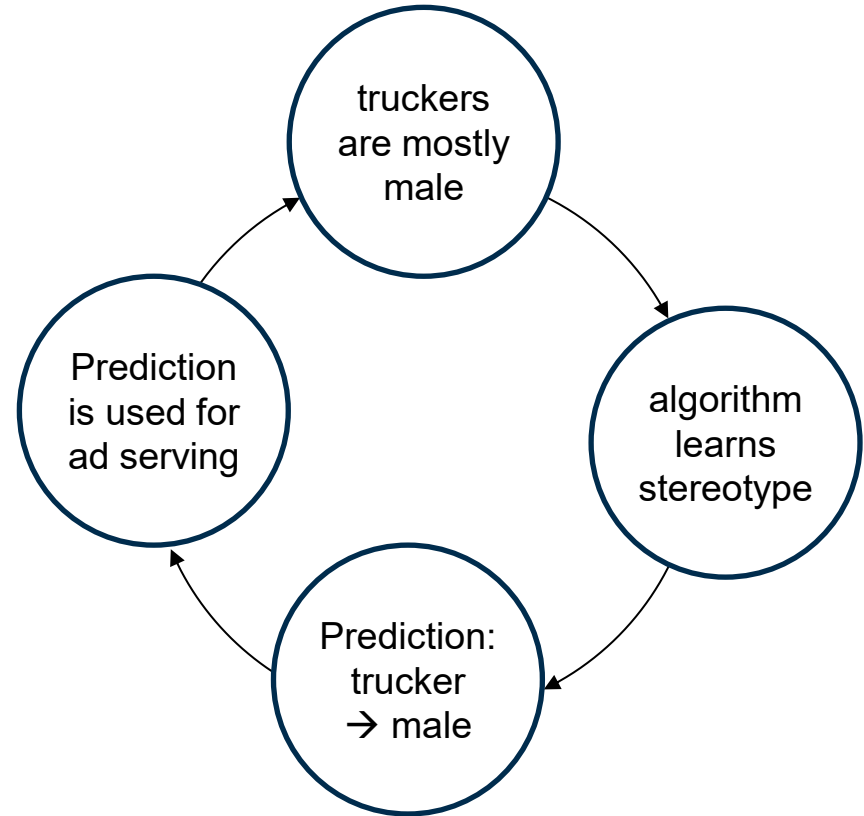 truckers
are mostly
male
algorithm
learns
stereotype
Prediction:
trucker
→ male
Prediction
is used for
ad serving